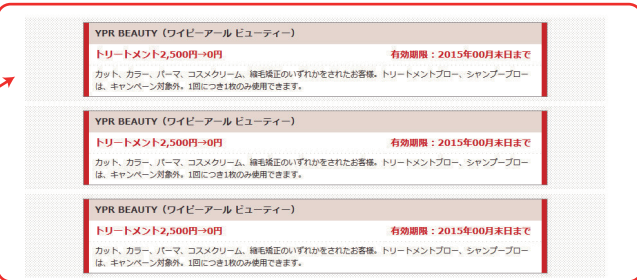 YPR BEAUTY（ワイピーアール ビューティー）
トリートメント2,500円→0円 有効期限：2015年00月末日まで
カット、カラー、パーマ、コスメクリーム、縮毛矯正のいずれかをされたお客様。トリートメントブロー、シャンプーブロー
は、キャンペーン対象外。1回につき1枚のみ使用できます。
YPR BEAUTY（ワイピーアール ビューティー）
トリートメント2,500円→0円 有効期限：2015年00月末日まで
カット、カラー、パーマ、コスメクリーム、縮毛矯正のいずれかをされたお客様。トリートメントブロー、シャンプーブロー
は、キャンペーン対象外。1回につき1枚のみ使用できます。
YPR BEAUTY（ワイピーアール ビューティー）
トリートメント2,500円→0円 有効期限：2015年00月末日まで
カット、カラー、パーマ、コスメクリーム、縮毛矯正のいずれかをされたお客様。トリートメントブロー、シャンプーブロー
は、キャンペーン対象外。1回につき1枚のみ使用できます。